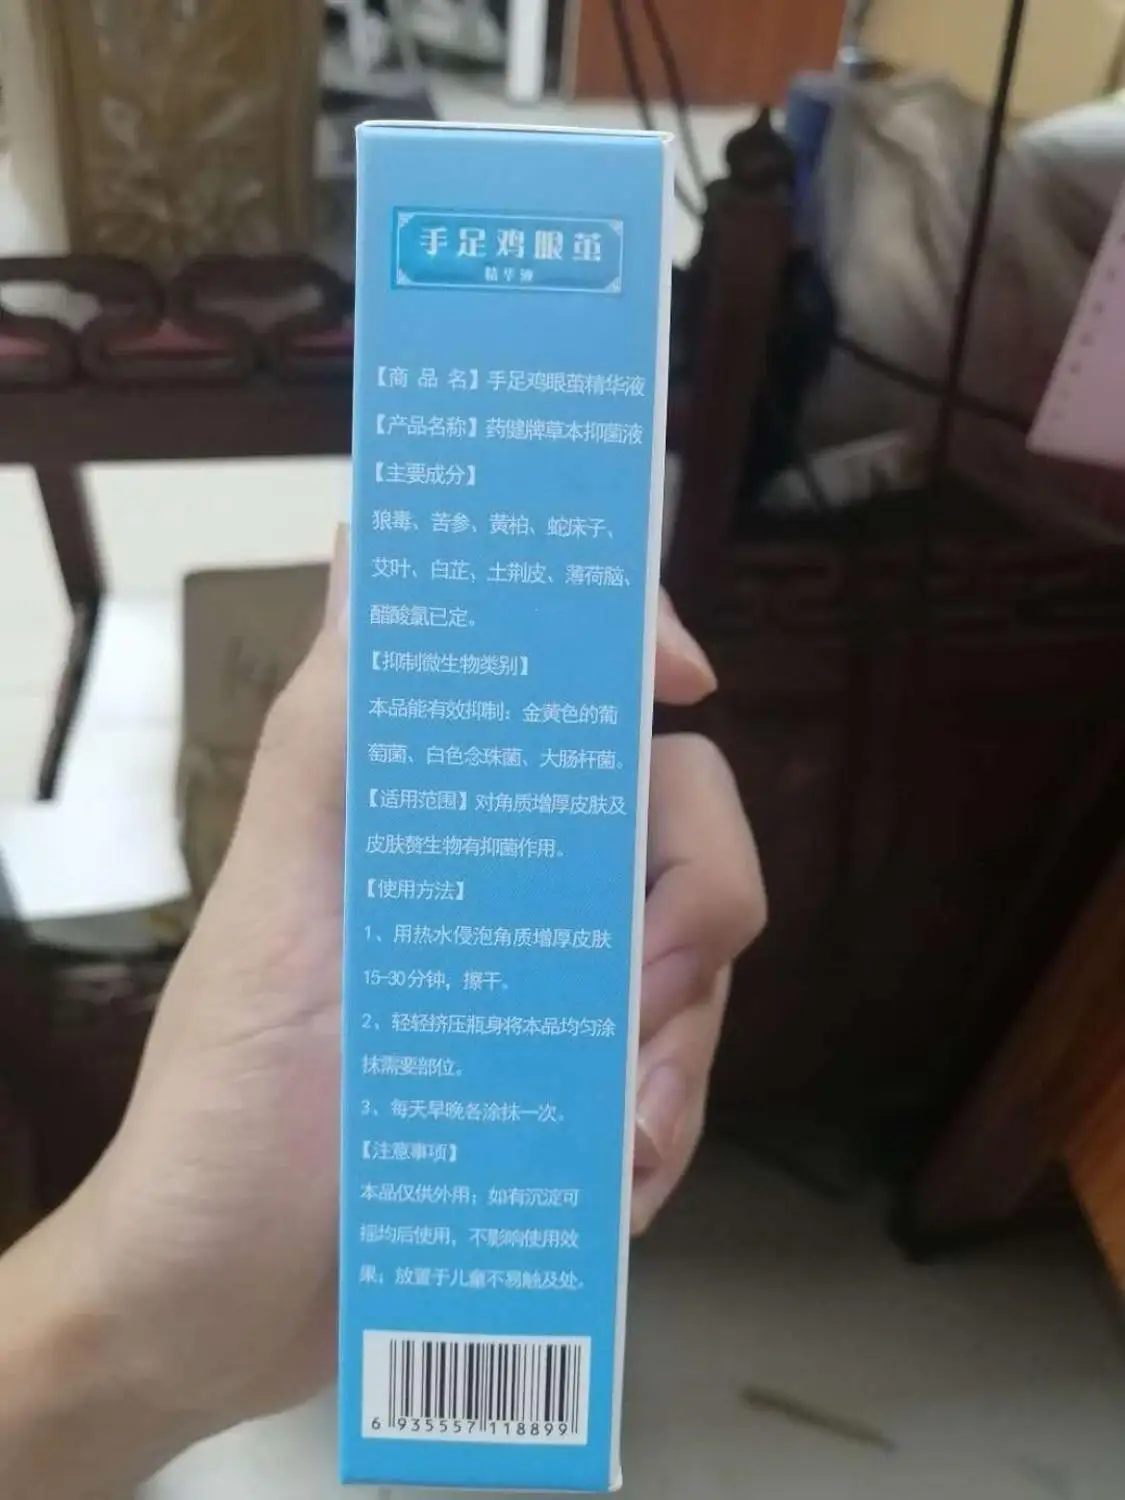 手足鸡眼茧
精华液
【商 品 名】手足鸡眼茧精华液
【产品名称】药健牌草本抑菌液
【主要成分】
狼毒、苦参、黄柏、蛇床子、
艾叶、白芷、土荆皮、薄荷脑、
醋酸氯已定。
【抑制微生物类别】
本品能有效抑制：金黄色的葡
萄菌、白色念珠菌、大肠杆菌。
【适用范围】对角质增厚皮肤及
皮肤赘生物有抑菌作用。
【使用方法】
1、用热水侵泡角质增厚皮肤
15-30分钟，擦干。
2、轻轻挤压瓶身将本品均匀涂
抹需要部位。
3、每天早晚各涂抹一次。
【注意事项】
本品仅供外用；如有沉淀可
摇均后使用，不影响使用效
果；放置于儿童不易触及处。
6 935557 118899